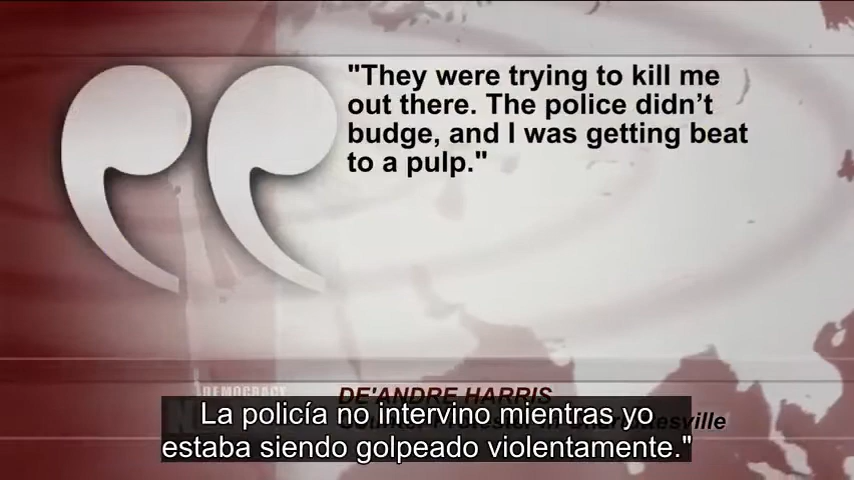 "They were trying to kill me
out there. The police didn't
budge, and I was getting beat
to a pulp."
DEMOCRACY
DE'ANDRE HARRIS
La policía no intervino mientras yo
estaba siendo golpeado violentamente."